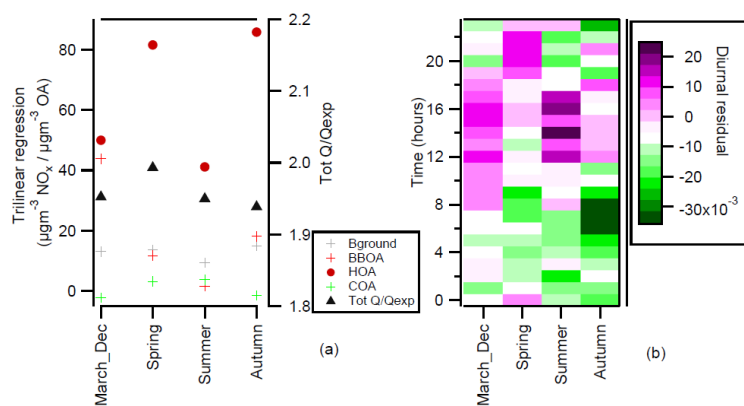 Trilinear regression
(µgm⁻³ NOₓ / µgm⁻³ OA)
80
60
40
20
0
2.2
2.1
2.0
1.9
1.8
Tot Q/Qexp
March_Dec
Spring
Summer
Autumn
Bground
BBOA
HOA
COA
Tot Q/Qexp
(a)
Time (hours)
20
16
12
8
4
0
March_Dec
Spring
Summer
Autumn
(b)
20
10
0
-10
-20
-30x10⁻³
Diurnal residual